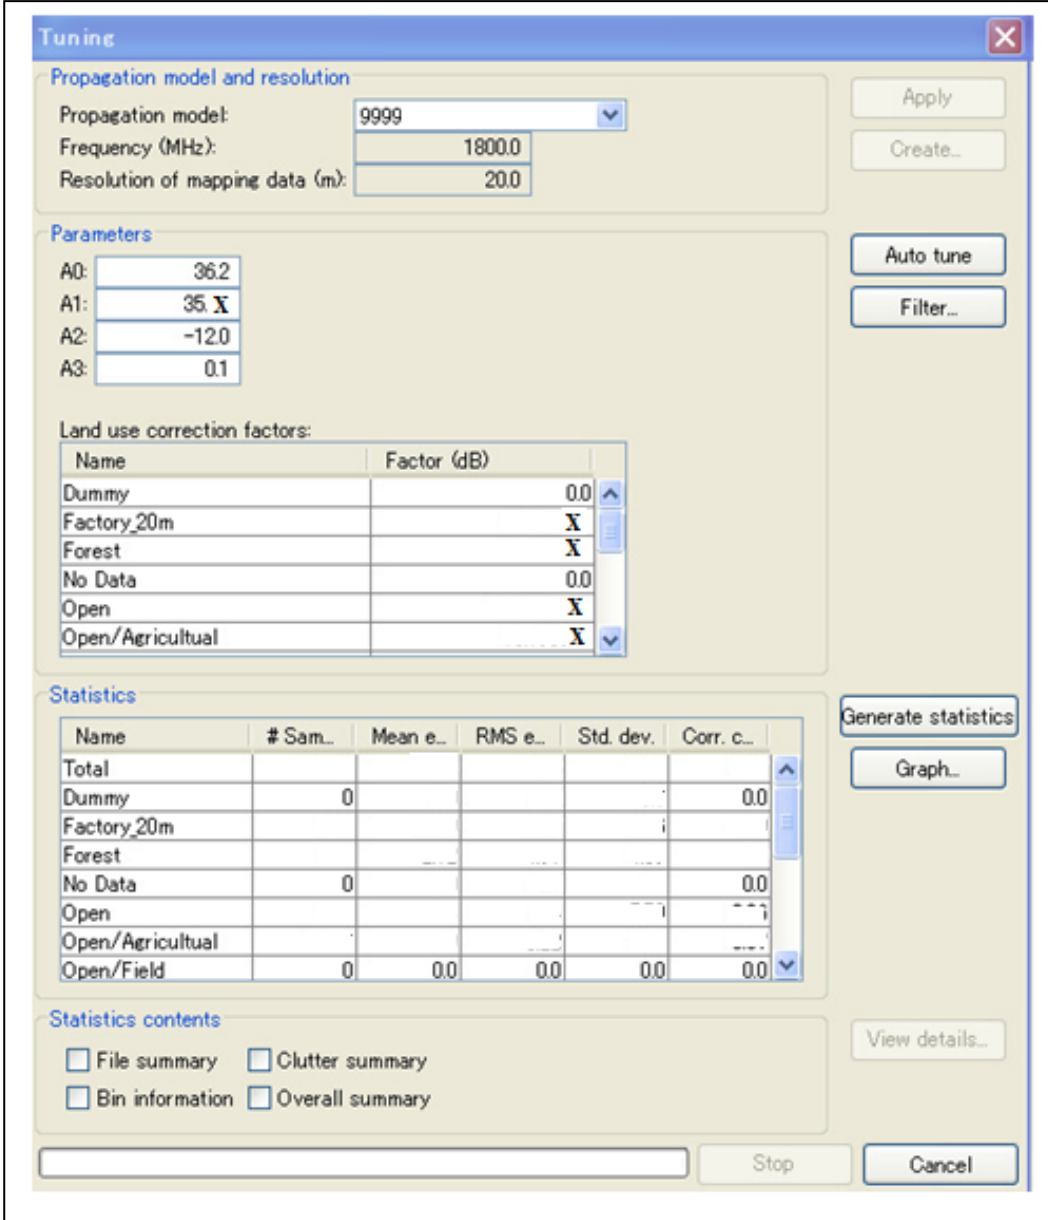 Tuning
Propagation model and resolution
Propagation model: 9999
Frequency (MHz): 1800.0
Resolution of mapping data (m): 20.0
Apply
Create...
Parameters
A0: 36.2
A1: 35. X
A2: -12.0
A3: 0.1
Auto tune
Filter...
Land use correction factors:
Name Factor (dB)
Dummy 0.0
Factory_20m X
Forest X
No Data 0.0
Open X
Open/Agricultual X
Statistics
Name # Sam... Mean e... RMS e... Std. dev. Corr. c...
Total
Dummy 0 0.0
Factory_20m
Forest
No Data 0 0.0
Open
Open/Agricultual
Open/Field 0 0.0 0.0 0.0 0.0
Generate statistics
Graph...
Statistics contents
File summary Clutter summary
Bin information Overall summary
View details...
Stop Cancel